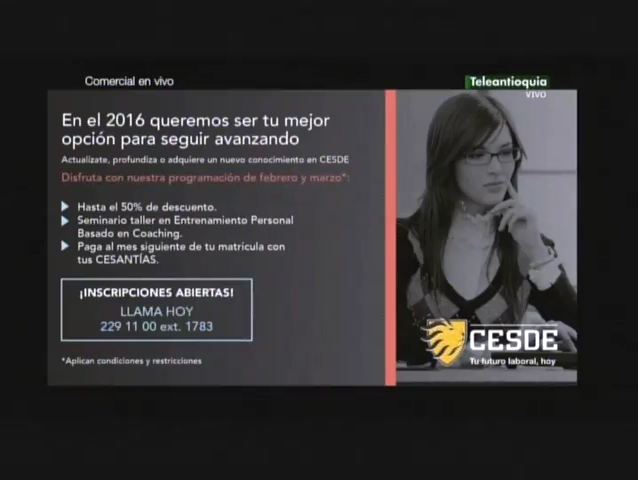 Comercial en vivo
Teleantioquia
VIVO
En el 2016 queremos ser tu mejor
opción para seguir avanzando
Actualízate, profundiza o adquiere un nuevo conocimiento en CESDE
Disfruta con nuestra programación de febrero y marzo*:
Hasta el 50% de descuento.
Seminario taller en Entrenamiento Personal
Basado en Coaching.
Paga al mes siguiente de tu matrícula con
tus CESANTÍAS.
¡INSCRIPCIONES ABIERTAS!
LLAMA HOY
229 11 00 ext. 1783
*Aplican condiciones y restricciones
CESDE
Tu futuro laboral, hoy